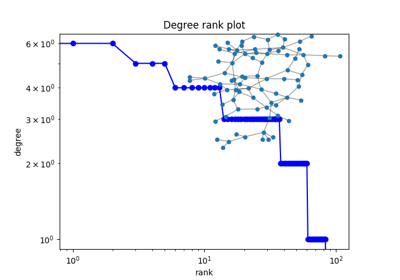 Degree rank plot
degree
6 × 10⁰
4 × 10⁰
3 × 10⁰
2 × 10⁰
10⁰
10⁰
10¹
10²
rank